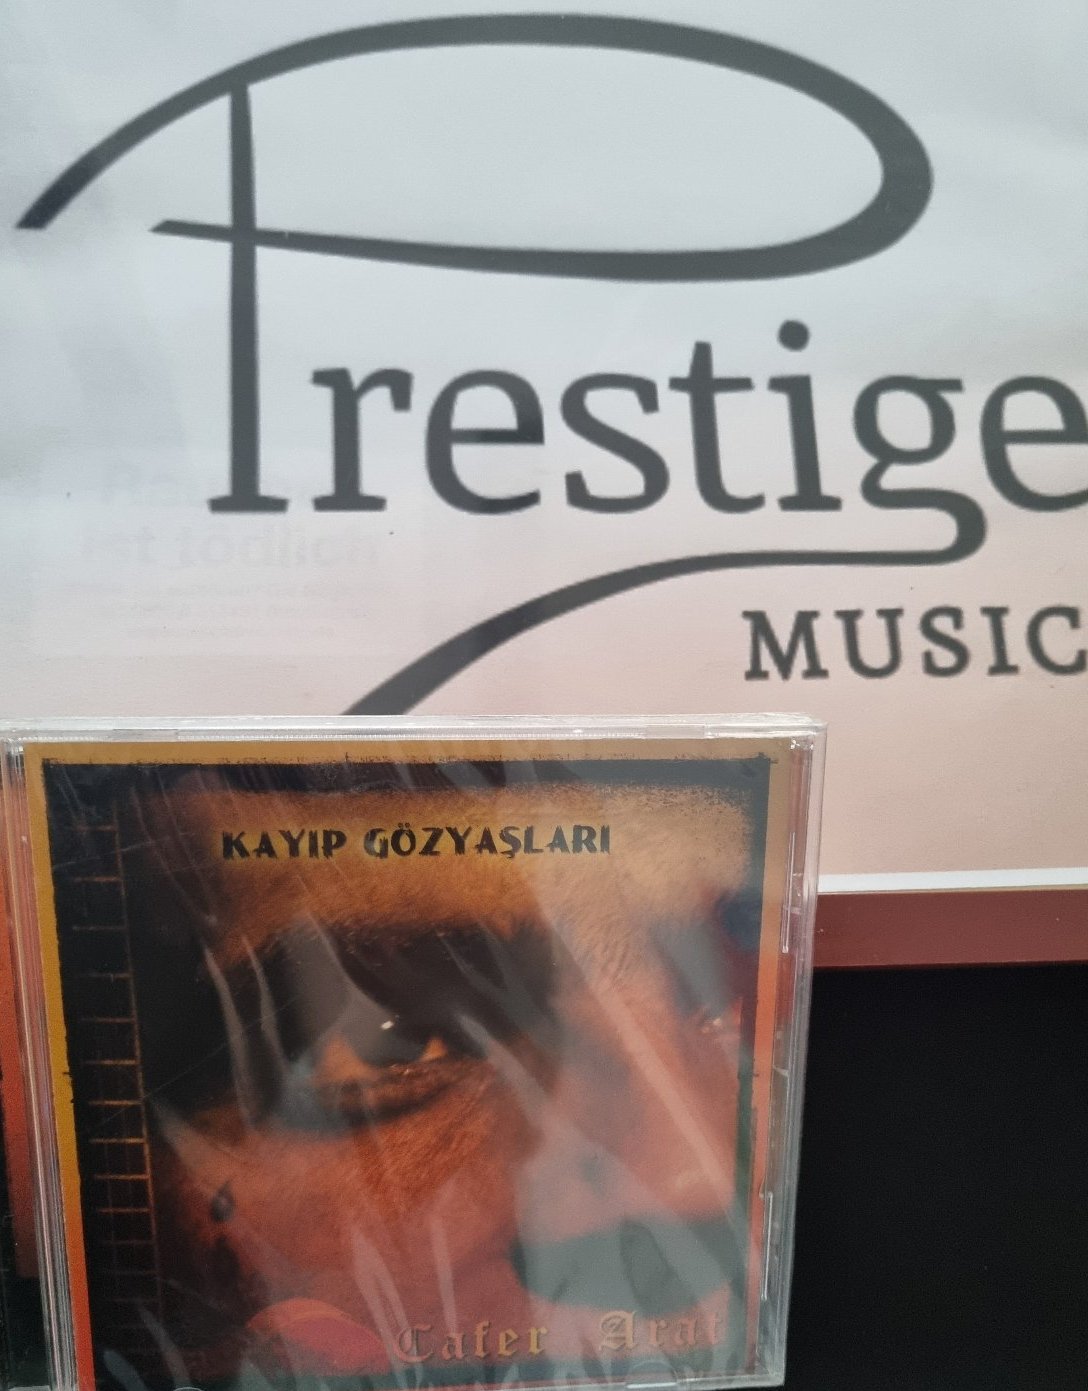 Prestige
MUSIC
KAYIP GÖZYAŞLARI
Cafer Arat